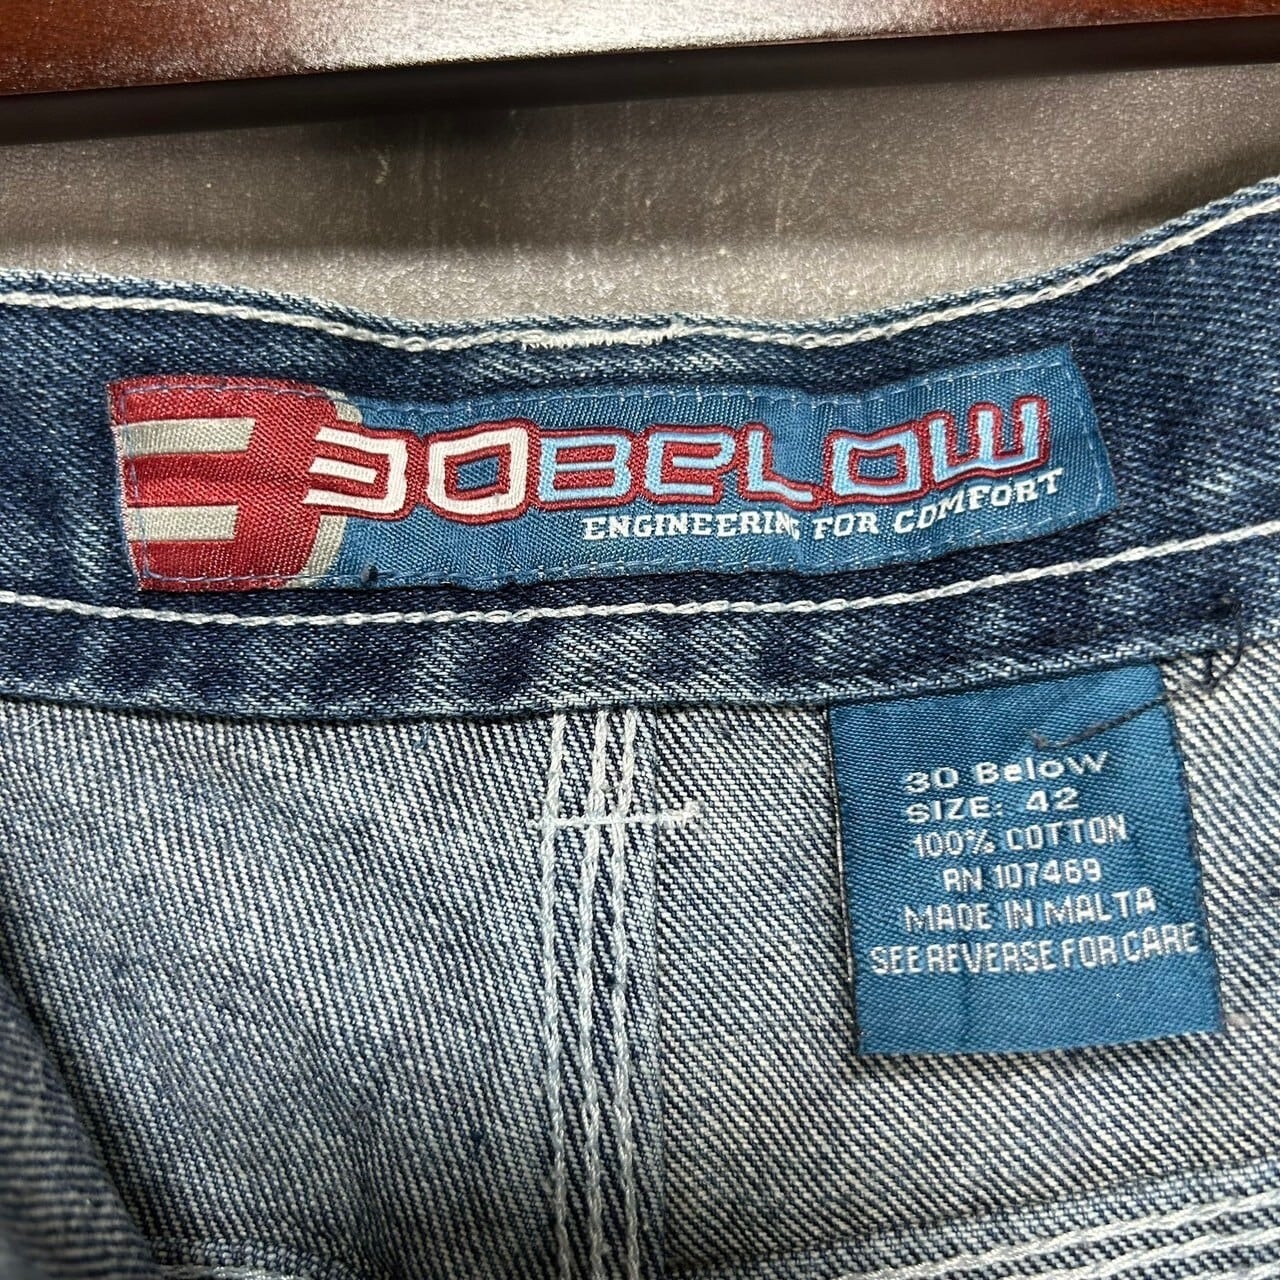 30BELOW
ENGINEERING FOR COMFORT
30 Below
SIZE: 42
100% COTTON
RN 107469
MADE IN MALTA
SEE REVERSE FOR CARE